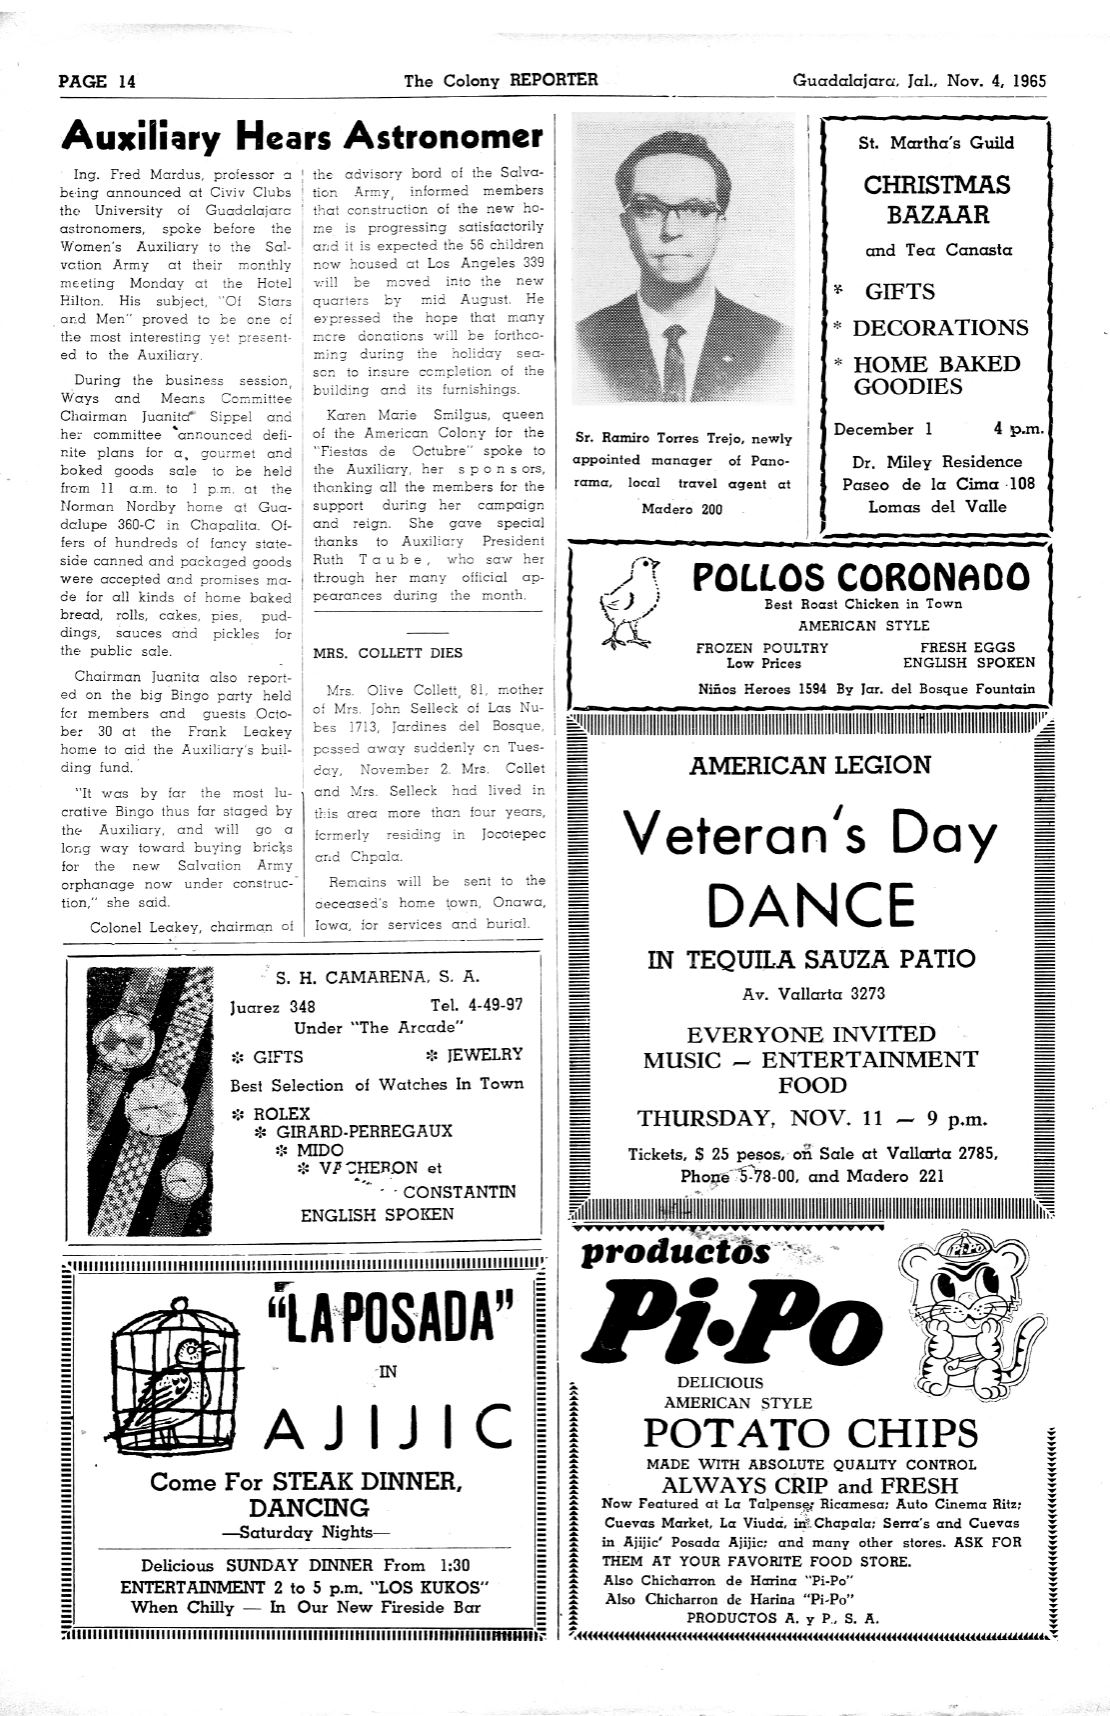 PAGE 14
The Colony REPORTER
Guadalajara, Jal., Nov. 4, 1965
Auxiliary Hears Astronomer
Ing. Fred Mardus, professor a
being announced at Civiv Clubs
the University of Guadalajara
astronomers, spoke before the
Women's Auxiliary to the Sal-
vation Army at their monthly
meeting Monday at the Hotel
Hilton. His subject, "Of Stars
and Men" proved to be one of
the most interesting yet present-
ed to the Auxiliary.
During the business session,
Ways and Means Committee
Chairman Juanita Sippel and
her committee announced defi-
nite plans for a gourmet and
baked goods sale to be held
from 11 a.m. to 1 p.m. at the
Norman Nordby home at Gua-
dalupe 360-C in Chapalita. Of-
fers of hundreds of fancy state-
side canned and packaged goods
were accepted and promises ma-
de for all kinds of home baked
bread, rolls, cakes, pies, pud-
dings, sauces and pickles for
the public sale.
Chairman Juanita also report-
ed on the big Bingo party held
for members and guests Octo-
ber 30 at the Frank Leakey
home to aid the Auxiliary's buil-
ding fund.
"It was by far the most lu-
crative Bingo thus far staged by
the Auxiliary, and will go a
long way toward buying bricks
for the new Salvation Army
orphanage now under construc-
tion," she said.
Colonel Leakey, chairman of
the advisory bord of the Salva-
tion Army, informed members
that construction of the new ho-
me is progressing satisfactorily
and it is expected the 56 children
now housed at Los Angeles 339
will be moved into the new
quarters by mid August. He
expressed the hope that many
more donations will be forthco-
ming during the holiday sea-
son to insure completion of the
building and its furnishings.
Karen Marie Smilgus, queen
of the American Colony for the
"Fiestas de Octubre" spoke to
the Auxiliary, her sponsors,
thanking all the members for the
support during her campaign
and reign. She gave special
thanks to Auxiliary President
Ruth Taube, who saw her
through her many official ap-
pearances during the month.
MRS. COLLETT DIES
Mrs. Olive Collett, 81, mother
of Mrs. John Selleck of Las Nu-
bes 1713, Jardines del Bosque,
passed away suddenly on Tues-
day, November 2. Mrs. Collet
and Mrs. Selleck had lived in
this area more than four years,
formerly residing in Jocotepec
and Chpala.
Remains will be sent to the
deceased's home town, Onawa,
Iowa, for services and burial.
Sr. Ramiro Torres Trejo, newly
appointed manager of Pano-
rama, local travel agent at
Madero 200
St. Martha's Guild
CHRISTMAS
BAZAAR
and Tea Canasta
* GIFTS
* DECORATIONS
* HOME BAKED
GOODIES
December 1 4 p.m.
Dr. Miley Residence
Paseo de la Cima 108
Lomas del Valle
POLLOS CORONADO
Best Roast Chicken in Town
AMERICAN STYLE
FROZEN POULTRY FRESH EGGS
Low Prices ENGLISH SPOKEN
Niños Heroes 1594 By Jar. del Bosque Fountain
AMERICAN LEGION
Veteran's Day
DANCE
IN TEQUILA SAUZA PATIO
Av. Vallarta 3273
EVERYONE INVITED
MUSIC — ENTERTAINMENT
FOOD
THURSDAY, NOV. 11 — 9 p.m.
Tickets, $ 25 pesos, on Sale at Vallarta 2785,
Phone 5-78-00, and Madero 221
S. H. CAMARENA, S. A.
Juarez 348 Tel. 4-49-97
Under "The Arcade"
* GIFTS * JEWELRY
Best Selection of Watches In Town
* ROLEX
* GIRARD-PERREGAUX
* MIDO
* VACHERON et
CONSTANTIN
ENGLISH SPOKEN
"LA POSADA"
IN
AJIJIC
Come For STEAK DINNER,
DANCING
—Saturday Nights—
Delicious SUNDAY DINNER From 1:30
ENTERTAINMENT 2 to 5 p.m. "LOS KUKOS"
When Chilly — In Our New Fireside Bar
productos
Pi-Po
PiPo
DELICIOUS
AMERICAN STYLE
POTATO CHIPS
MADE WITH ABSOLUTE QUALITY CONTROL
ALWAYS CRIP and FRESH
Now Featured at La Talpense; Ricamesa; Auto Cinema Ritz;
Cuevas Market, La Viuda, in Chapala; Serra's and Cuevas
in Ajijic' Posada Ajijic; and many other stores. ASK FOR
THEM AT YOUR FAVORITE FOOD STORE.
Also Chicharron de Harina "Pi-Po"
Also Chicharron de Harina "Pi-Po"
PRODUCTOS A. y P., S. A.